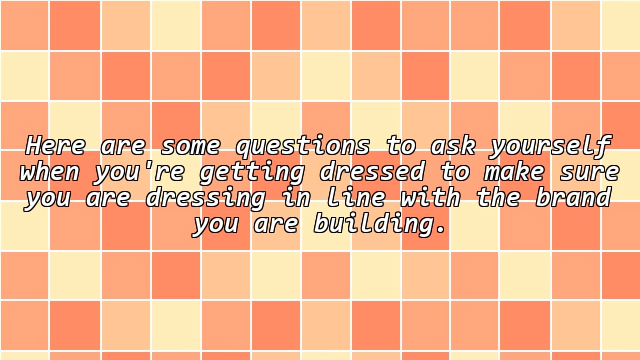 Here are some questions to ask yourself
when you're getting dressed to make sure
you are dressing in line with the brand
you are building.